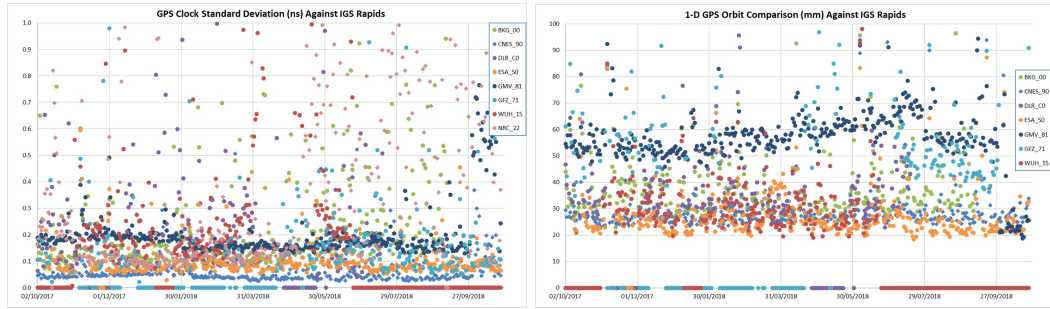 GPS Clock Standard Deviation (ns) Against IGS Rapids
1.0
0.9
0.8
0.7
0.6
0.5
0.4
0.3
0.2
0.1
0.0
02/10/2017 01/12/2017 30/01/2018 31/03/2018 30/05/2018 29/07/2018 27/09/2018
BKG_00
CNES_90
DLR_C0
ESA_50
GMV_81
GFZ_71
WUH_15
NRC_22
1-D GPS Orbit Comparison (mm) Against IGS Rapids
100
90
80
70
60
50
40
30
20
10
0
02/10/2017 01/12/2017 30/01/2018 31/03/2018 30/05/2018 29/07/2018 27/09/2018
BKG_00
CNES_90
DLR_C0
ESA_50
GMV_81
GFZ_71
WUH_15